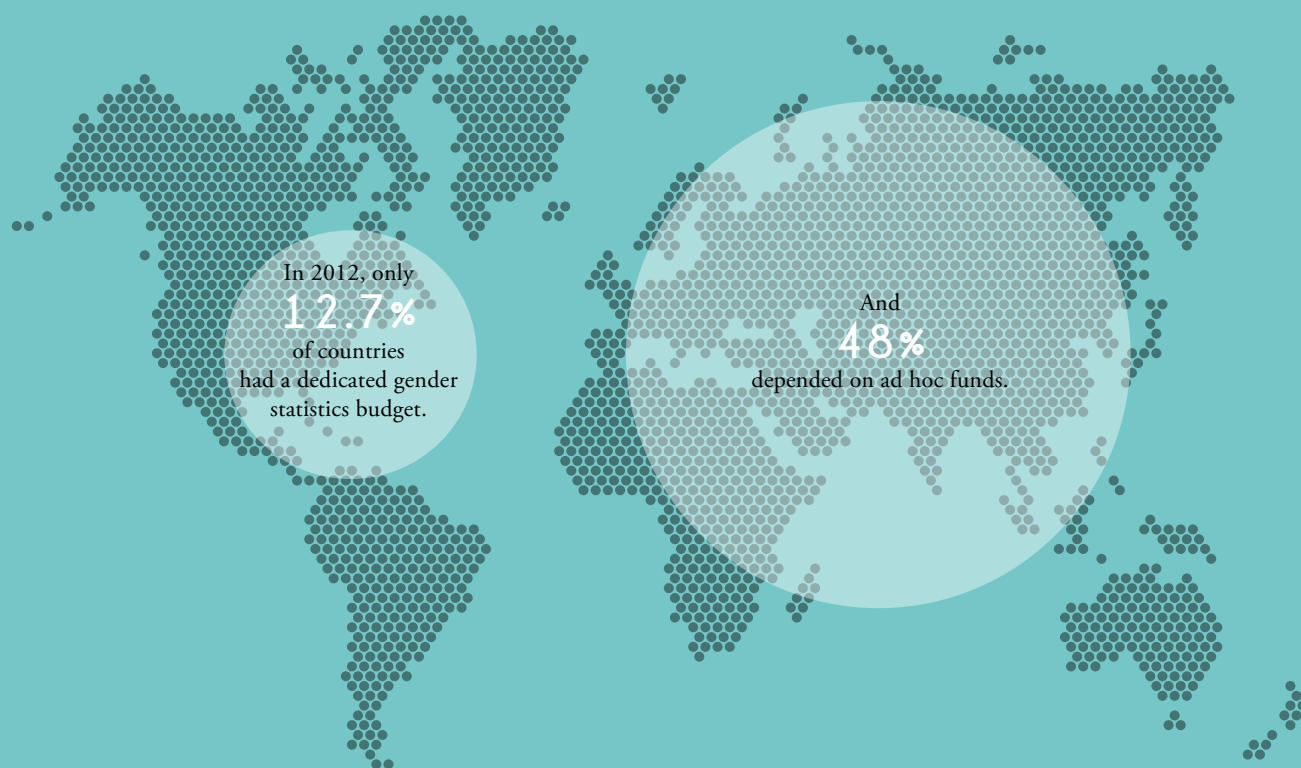 In 2012, only
12.7%
of countries
had a dedicated gender
statistics budget.
And
48%
depended on ad hoc funds.